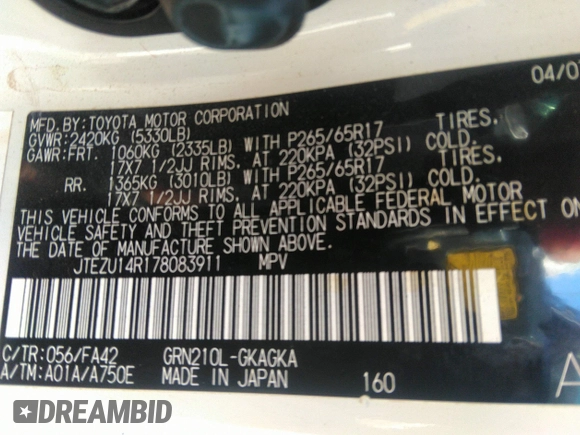 MFD.BY:TOYOTA MOTOR CORPORATION 04/07
GVWR:2420KG (5330LB)
GAWR:FRT. 1060KG (2335LB) WITH P265/65R17 TIRES.
17X7 1/2JJ RIMS. AT 220KPA (32PSI) COLD.
RR. 1365KG (3010LB) WITH P265/65R17 TIRES.
17X7 1/2JJ RIMS. AT 220KPA (32PSI) COLD.
THIS VEHICLE CONFORMS TO ALL APPLICABLE FEDERAL MOTOR
VEHICLE SAFETY AND THEFT PREVENTION STANDARDS IN EFFECT ON
THE DATE OF MANUFACTURE SHOWN ABOVE.
JTEZU14R178083911 MPV
C/TR:056/FA42 GRN210L-GKAGKA
A/TM:A01A/A750E MADE IN JAPAN 160
DREAMBID